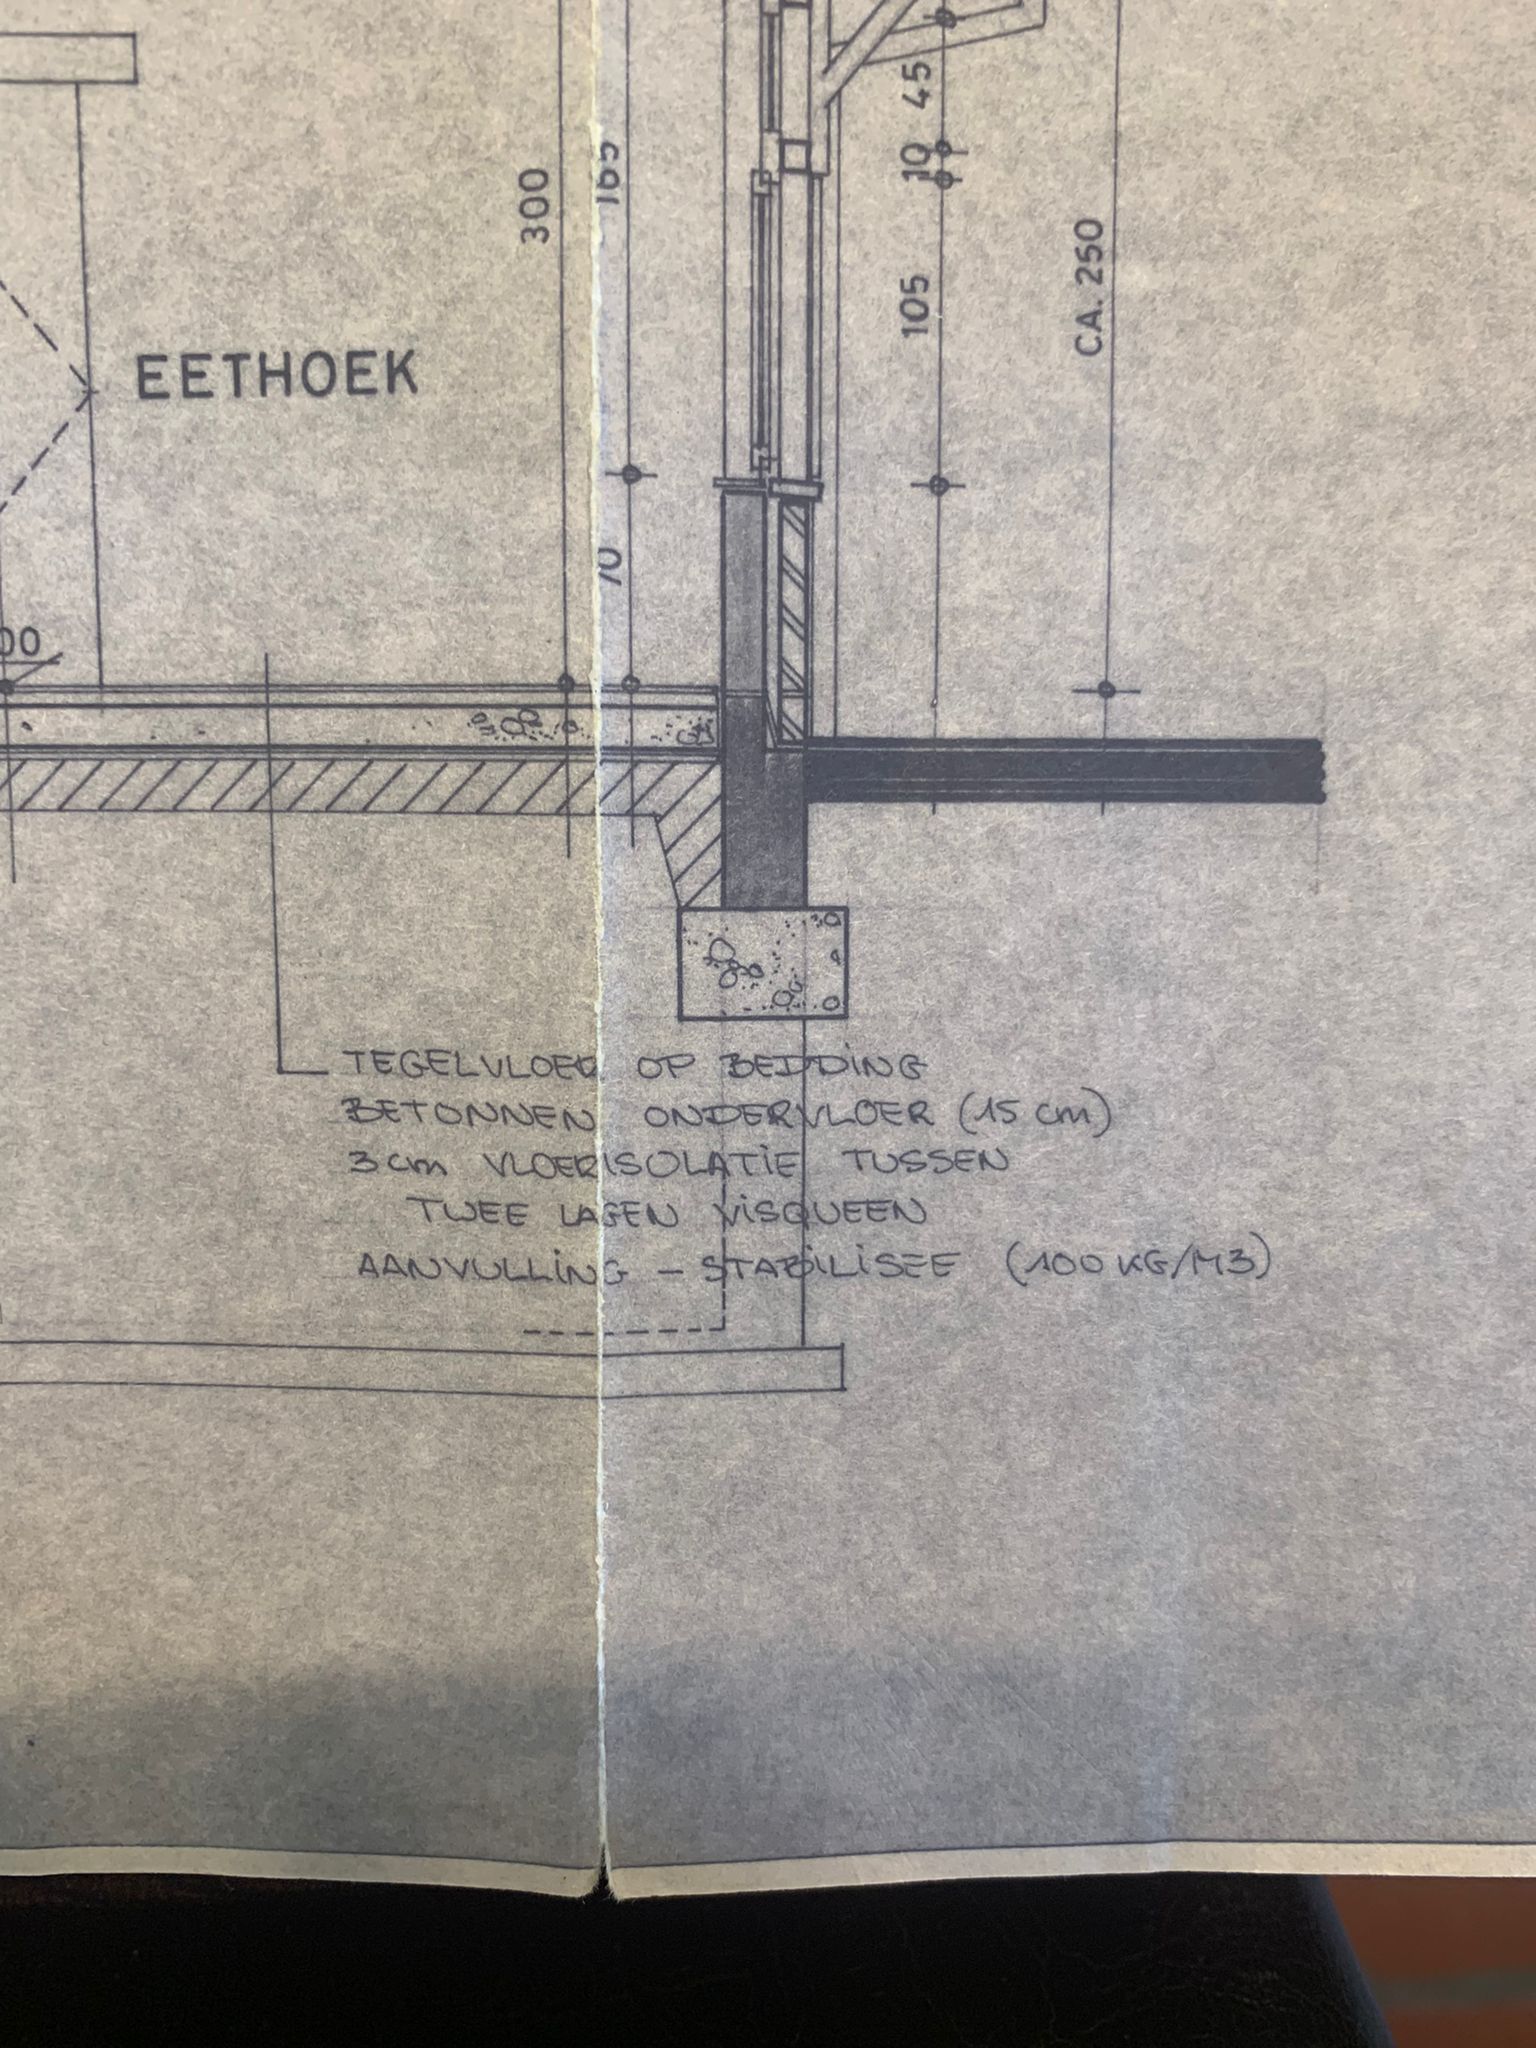 45
10
300
165
105
CA. 250
EETHOEK
70
00
TEGELVLOER OP BEDDING
BETONNEN ONDERVLOER (15 cm)
3 cm VLOERISOLATIE TUSSEN
TWEE LAGEN VISQUEEN
AANVULLING - STABILISEE (100 KG/M3)